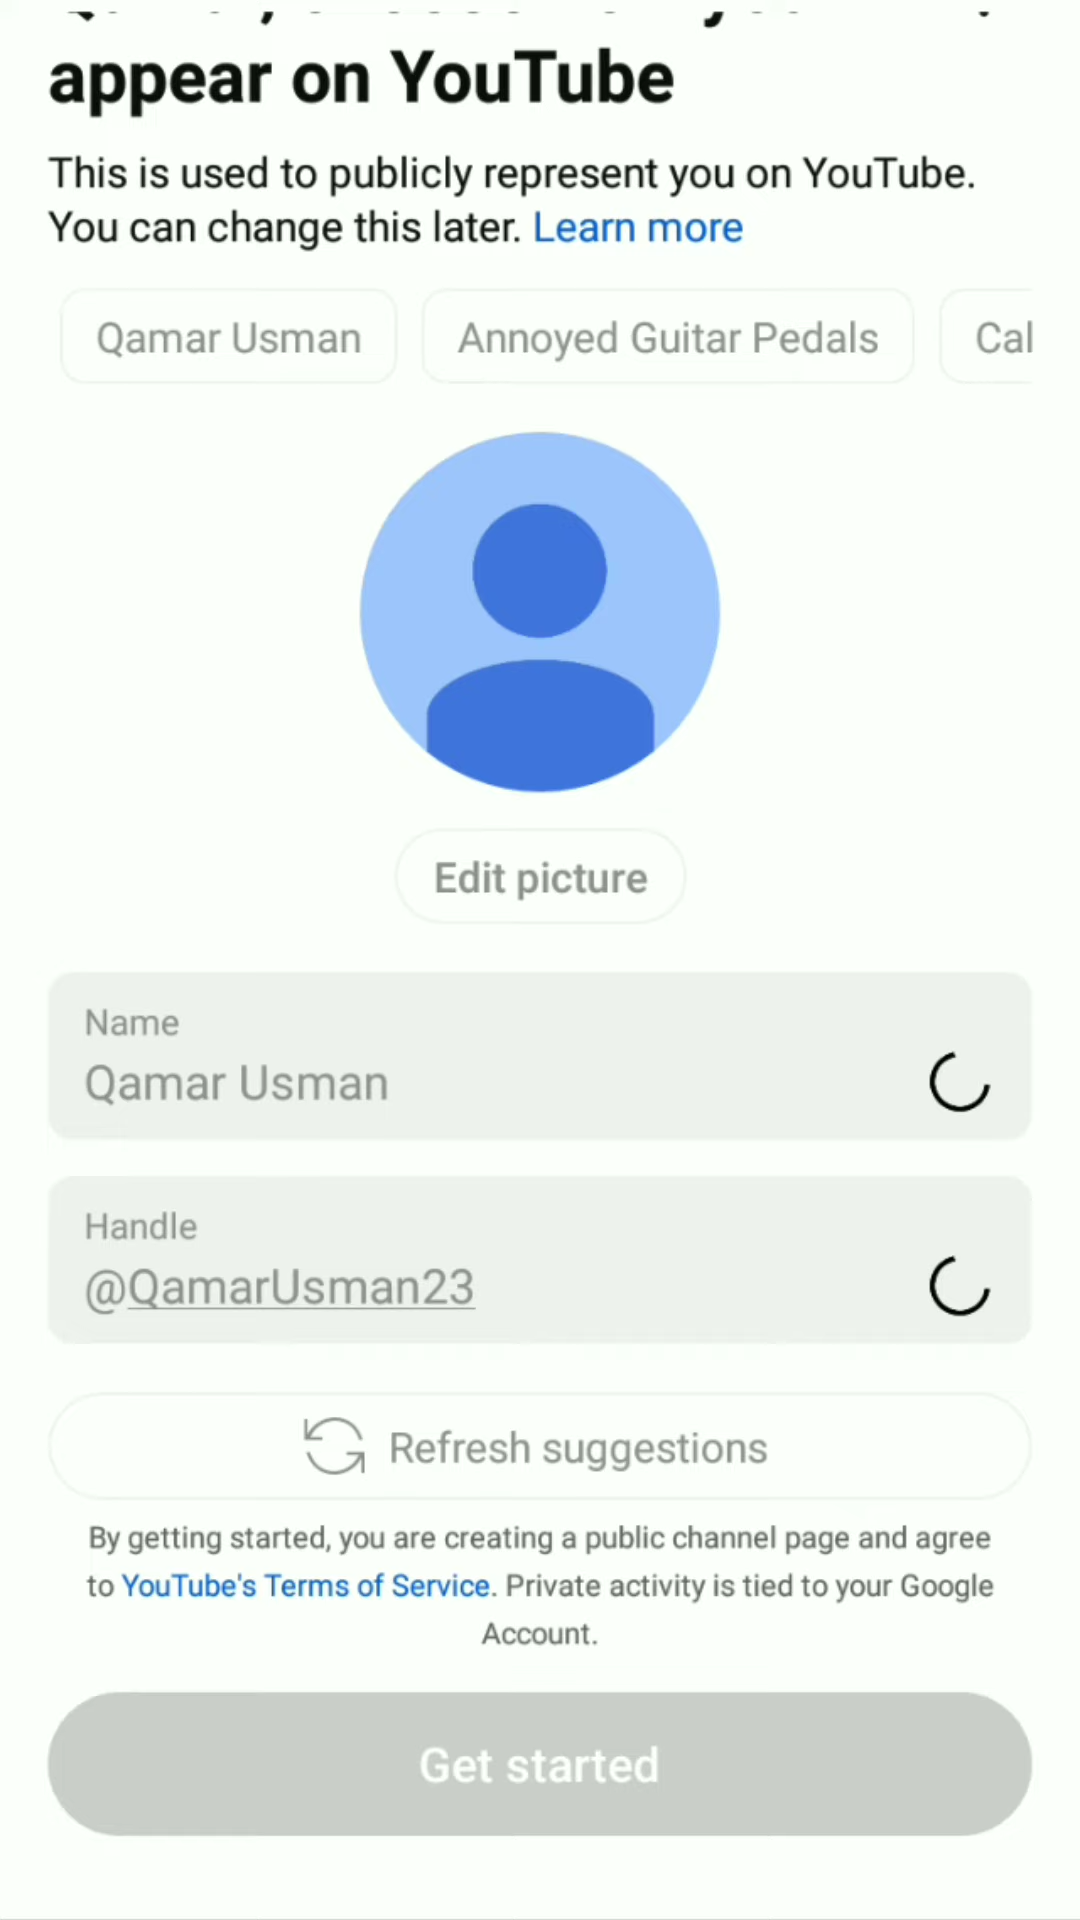 appear on YouTube
This is used to publicly represent you on YouTube.
You can change this later. Learn more
Qamar Usman
Annoyed Guitar Pedals
Cal
Edit picture
Name
Qamar Usman
Handle
@QamarUsman23
Refresh suggestions
By getting started, you are creating a public channel page and agree
to YouTube's Terms of Service. Private activity is tied to your Google
Account.
Get started